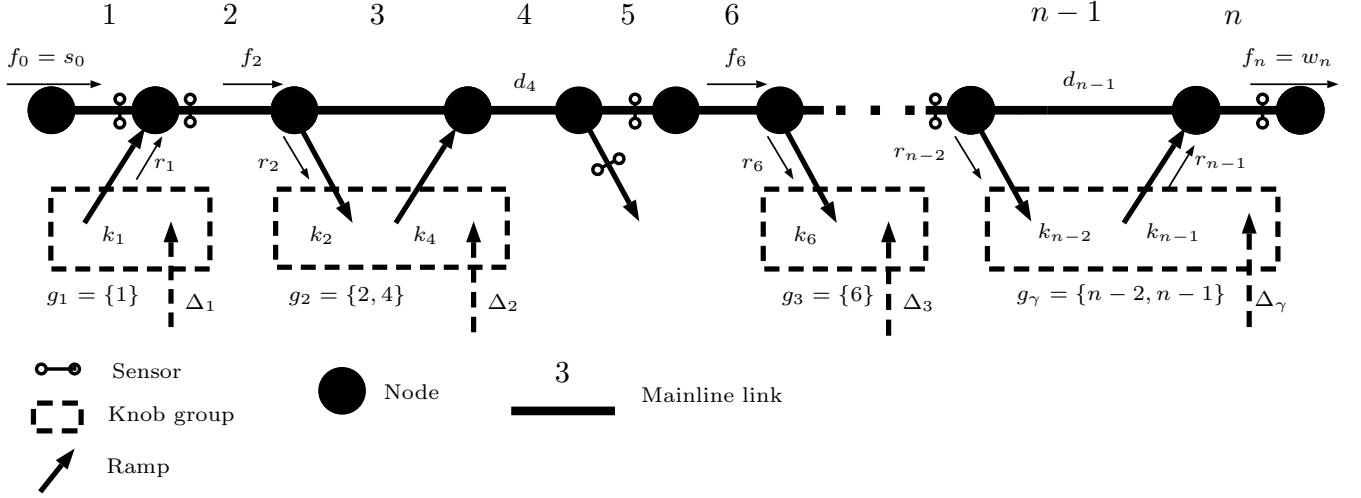 1 2 3 4 5 6 n − 1 n
f₀ = s₀ f₂ d₄ f₆ dₙ₋₁ fₙ = wₙ
r₁ r₂ r₆ rₙ₋₂ rₙ₋₁
k₁ k₂ k₄ k₆ kₙ₋₂ kₙ₋₁
g₁ = {1} Δ₁ g₂ = {2, 4} Δ₂ g₃ = {6} Δ₃ gᵧ = {n − 2, n − 1} Δᵧ
Sensor 3
Node Mainline link
Knob group
Ramp